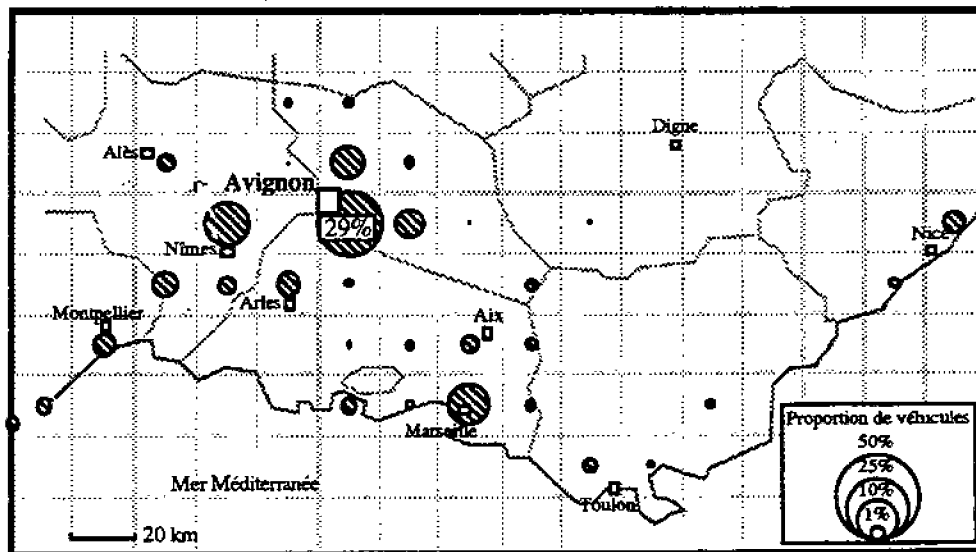 Digne
Alès
Avignon
29%
Nîmes
Nice
Arles
Montpellier
Aix
Marseille
Mer Méditerranée
Toulon
20 km
Proportion de véhicules
50%
25%
10%
1%